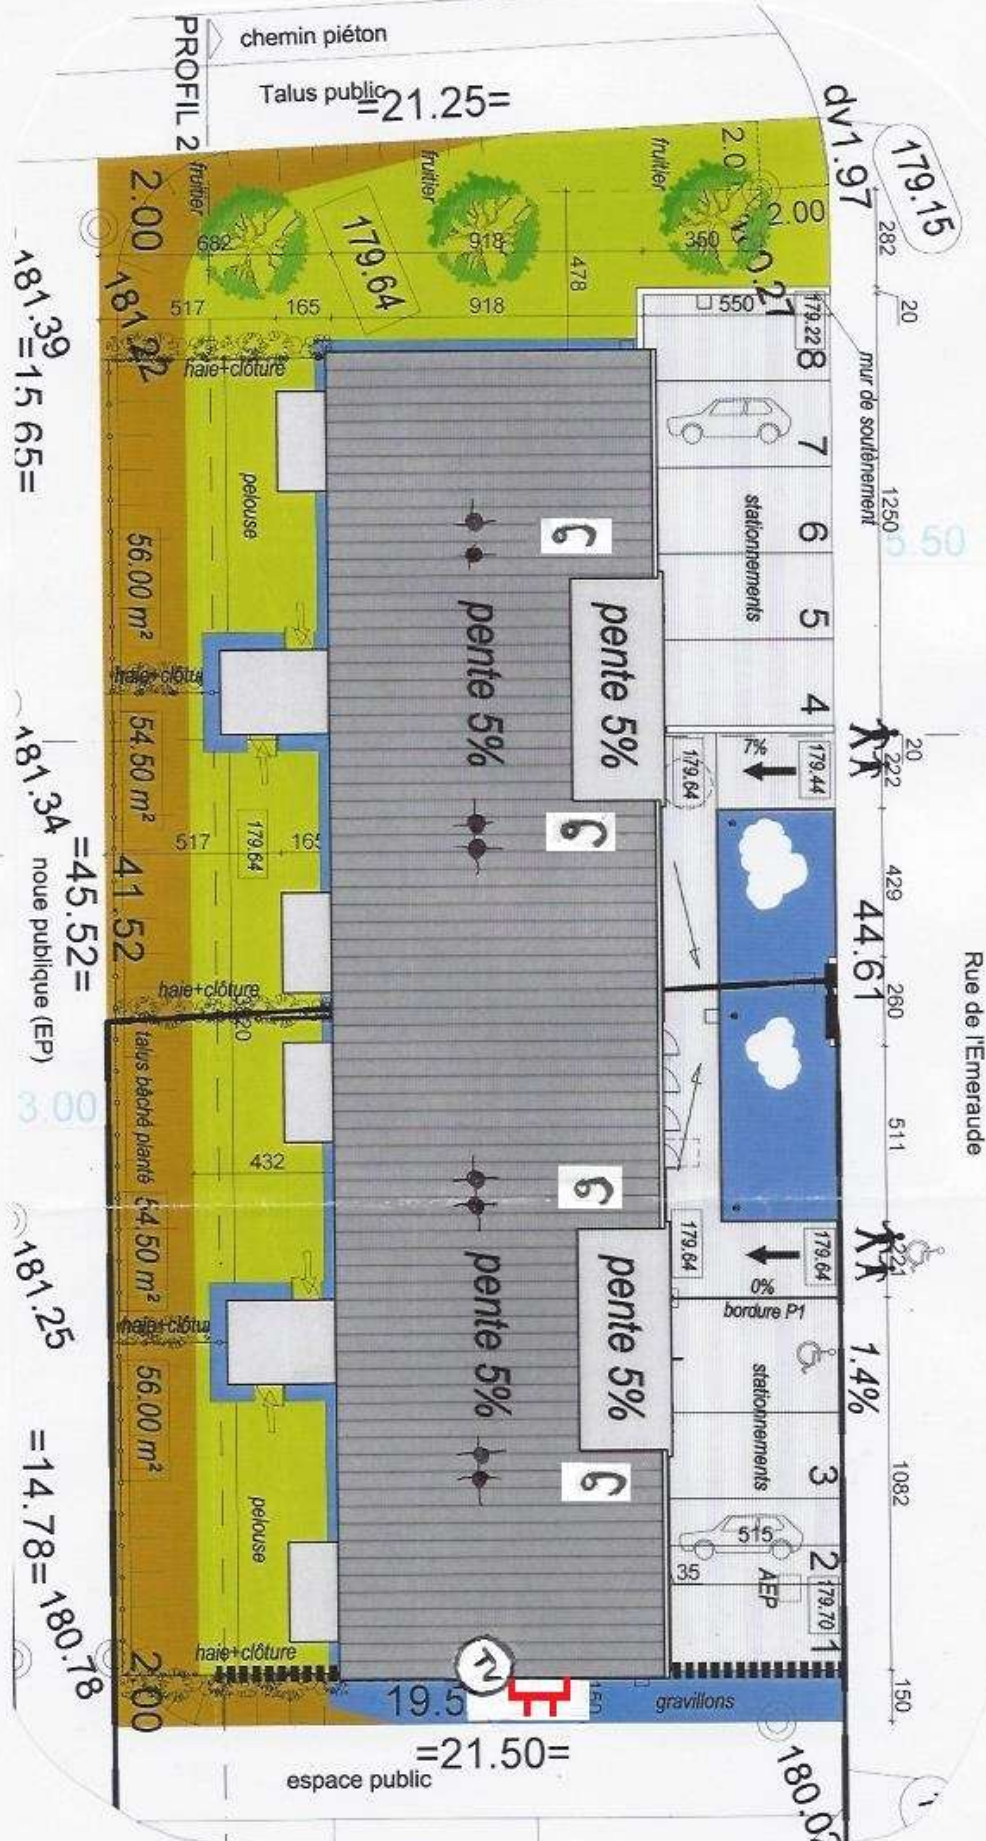 PROFIL 2
chemin piéton
Talus public
=21.25=
dv1.97
179.15
fruitier
fruitier
fruitier
2.00
2.00
682
179.64
918
350
478
282
20
517
165
918
550
179.22
8
181.39
=15 65=
181.22
haie+clôture
mur de soutènement
7
pelouse
6
stationnements
1250
5.50
56.00 m²
5
pente 5%
pente 5%
4
haie+clôtu
54.50 m²
7%
179.44
179.64
20
222
181.34
noue publique (EP)
=45.52=
41.52
517
179.64
165
429
44.61
260
Rue de l'Emeraude
haie+clôture
talus bâché planté
3.00
511
432
54.50 m²
179.64
179.64
221
0%
bordure P1
181.25
haie+clôtu
pente 5%
pente 5%
1.4%
56.00 m²
stationnements
3
1082
=14.78=
pelouse
515
2
35
AEP
179.70
1
180.78
haie+clôture
TV
2.00
19.5
gravillons
150
=21.50=
espace public